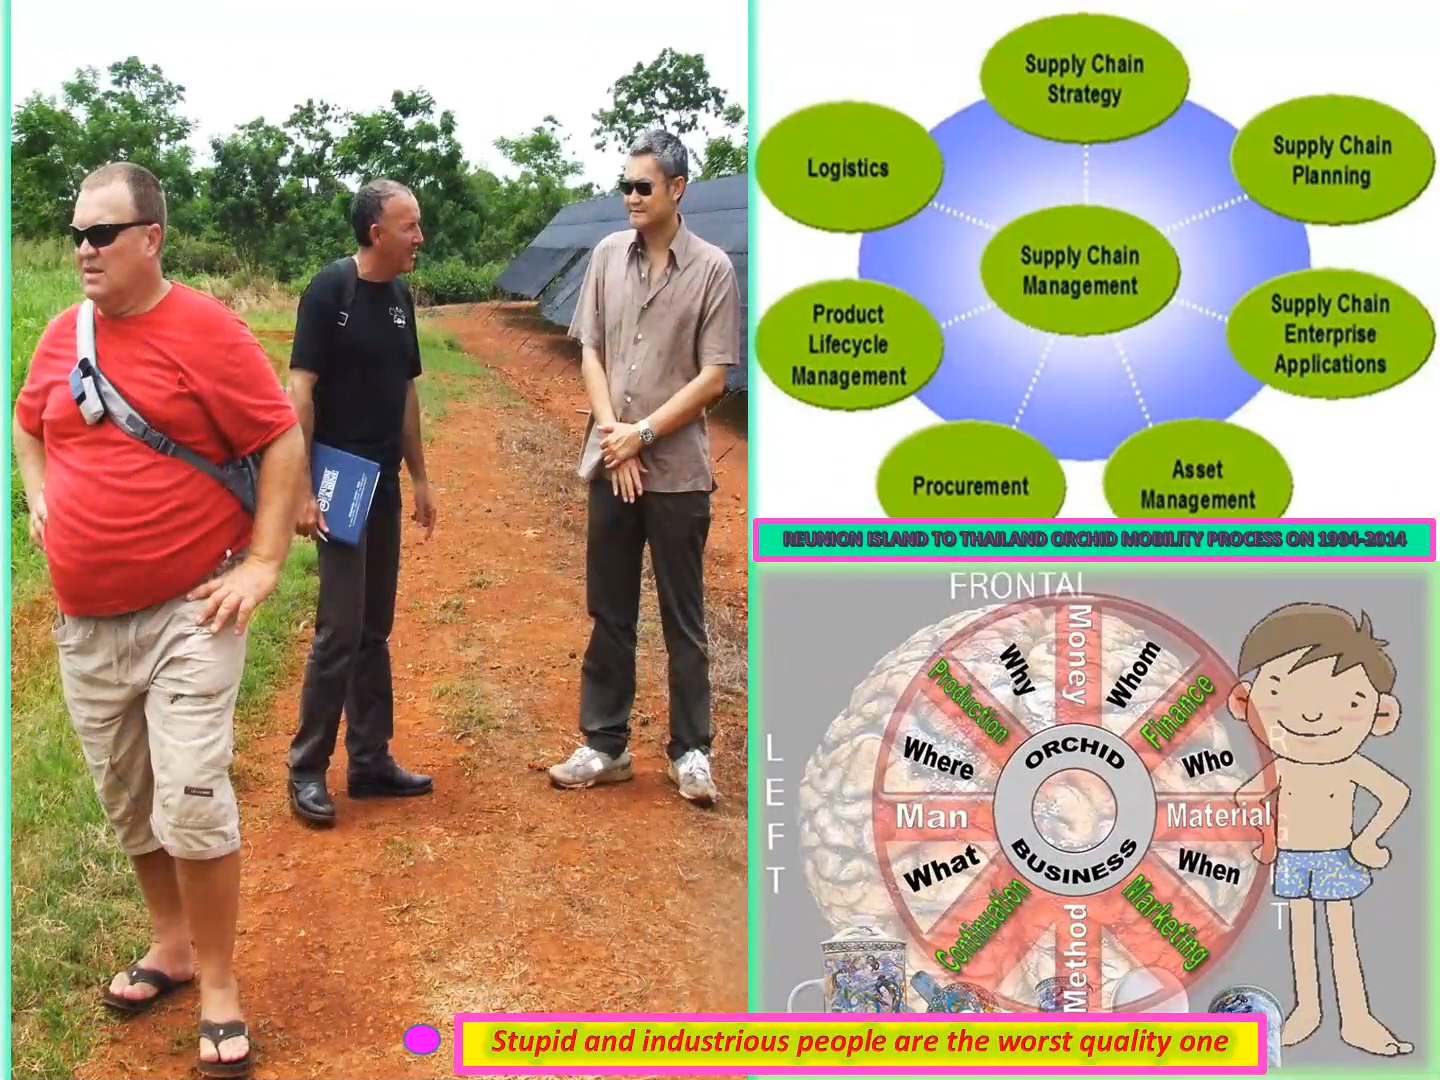 Supply Chain
Strategy
Logistics
Supply Chain
Planning
Supply Chain
Management
Product
Lifecycle
Management
Supply Chain
Enterprise
Applications
Procurement
Asset
Management
REUNION ISLAND TO THAILAND ORCHID MOBILITY PROCESS ON 1994-2014
FRONTAL
LEFT
Money
Why
Whom
Production
Finance
Where
Who
ORCHID
Man
Material
BUSINESS
What
When
Continuation
Marketing
Method
Stupid and industrious people are the worst quality one